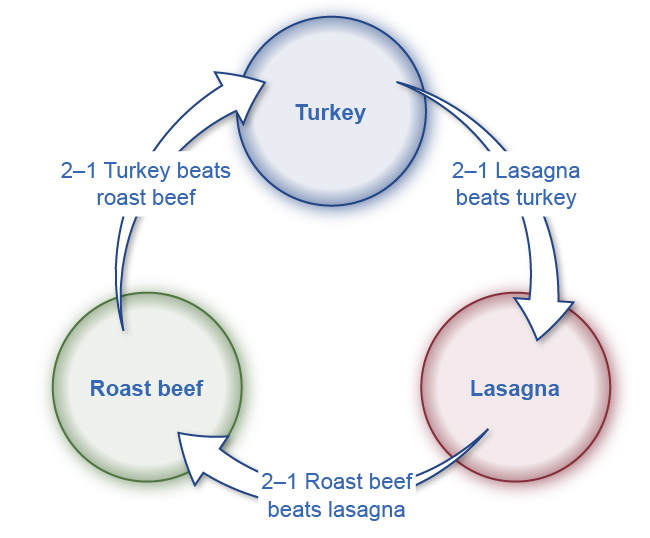 Turkey
2–1 Turkey beats
roast beef
2–1 Lasagna
beats turkey
Roast beef
Lasagna
2–1 Roast beef
beats lasagna